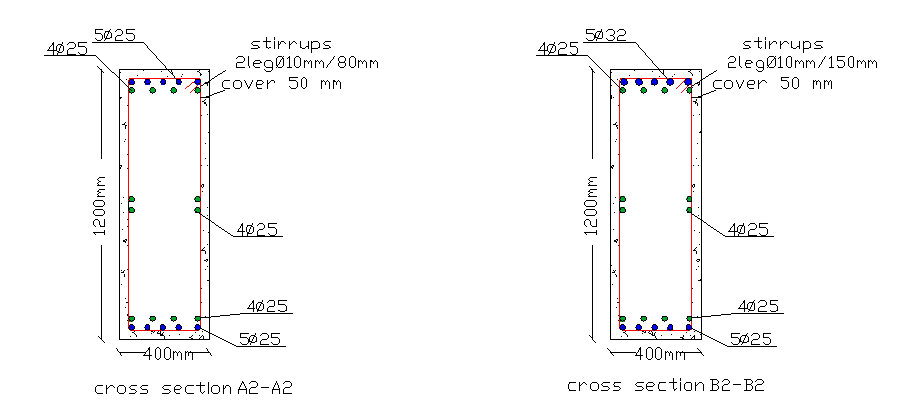 5Ø25
4Ø25
stirrups
2legØ10mm/80mm
cover 50 mm
1200mm
4Ø25
4Ø25
5Ø25
400mm
cross section A2-A2
5Ø32
4Ø25
stirrups
2legØ10mm/150mm
cover 50 mm
1200mm
4Ø25
4Ø25
5Ø25
400mm
cross section B2-B2